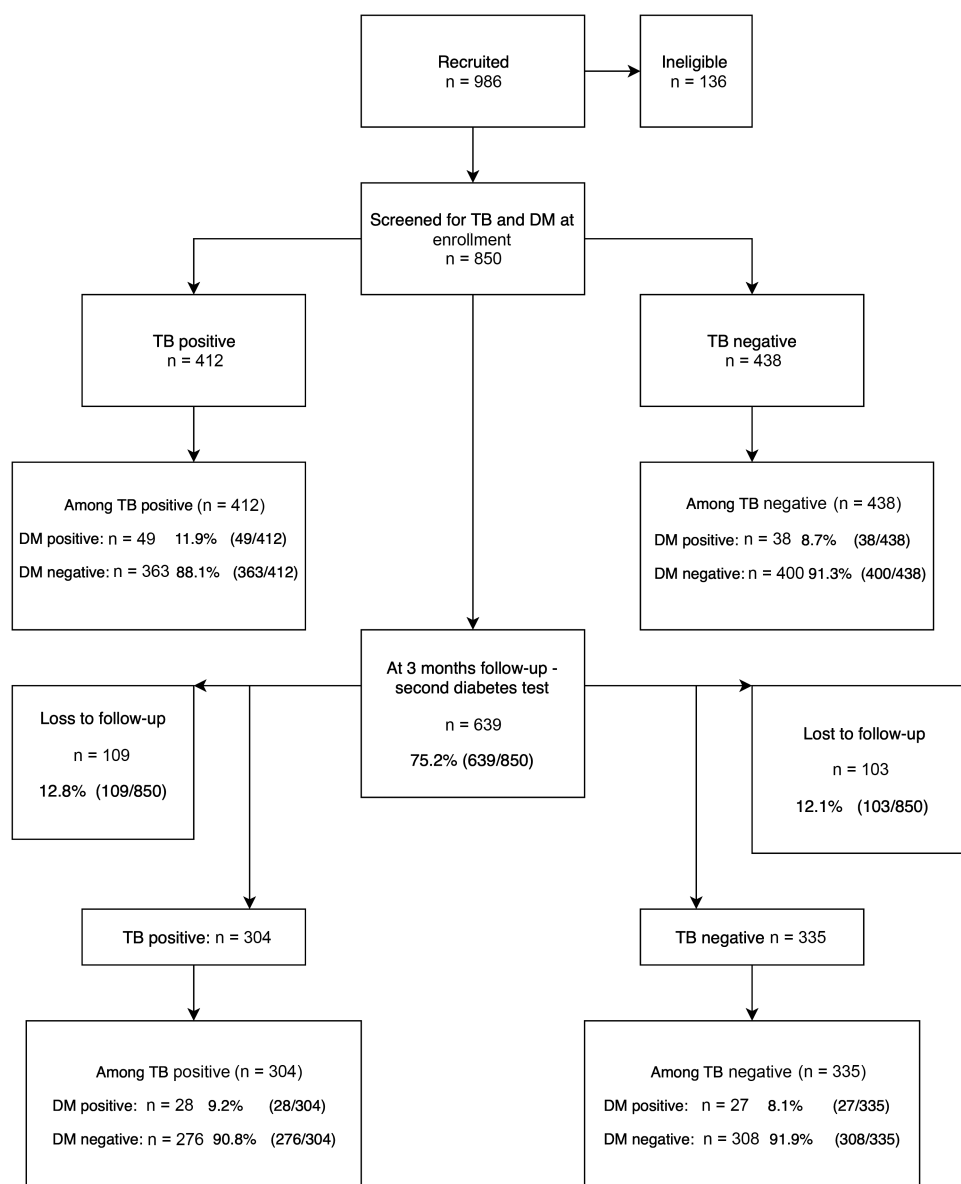 Recruited
n = 986
Ineligible
n = 136
Screened for TB and DM at
enrollment
n = 850
TB positive
n = 412
TB negative
n = 438
Among TB positive (n = 412)
DM positive: n = 49 11.9% (49/412)
DM negative: n = 363 88.1% (363/412)
Among TB negative (n = 438)
DM positive: n = 38 8.7% (38/438)
DM negative: n = 400 91.3% (400/438)
At 3 months follow-up -
second diabetes test
n = 639
75.2% (639/850)
Loss to follow-up
n = 109
12.8% (109/850)
Lost to follow-up
n = 103
12.1% (103/850)
TB positive: n = 304
TB negative n = 335
Among TB positive (n = 304)
DM positive: n = 28 9.2% (28/304)
DM negative: n = 276 90.8% (276/304)
Among TB negative (n = 335)
DM positive: n = 27 8.1% (27/335)
DM negative: n = 308 91.9% (308/335)